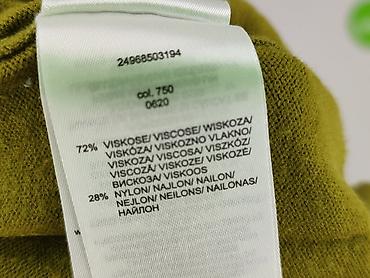 24968503194
col. 750
0620
72% VISKOSE/ VISCOSE/ WISKOZA/
VISKÓZA/ VISKOZNO VLAKNO/
VISKOZA/ VISCOSA/ VISZKÓZ/
VISCOZĂ/ VISKOZE/ VISKOZĖ/
ВИСКОЗА/ VISKOOS
28% NYLON/ NAJLON/ NAILON/
NEJLON/ NEILONS/ NAILONAS/
НАЙЛОН